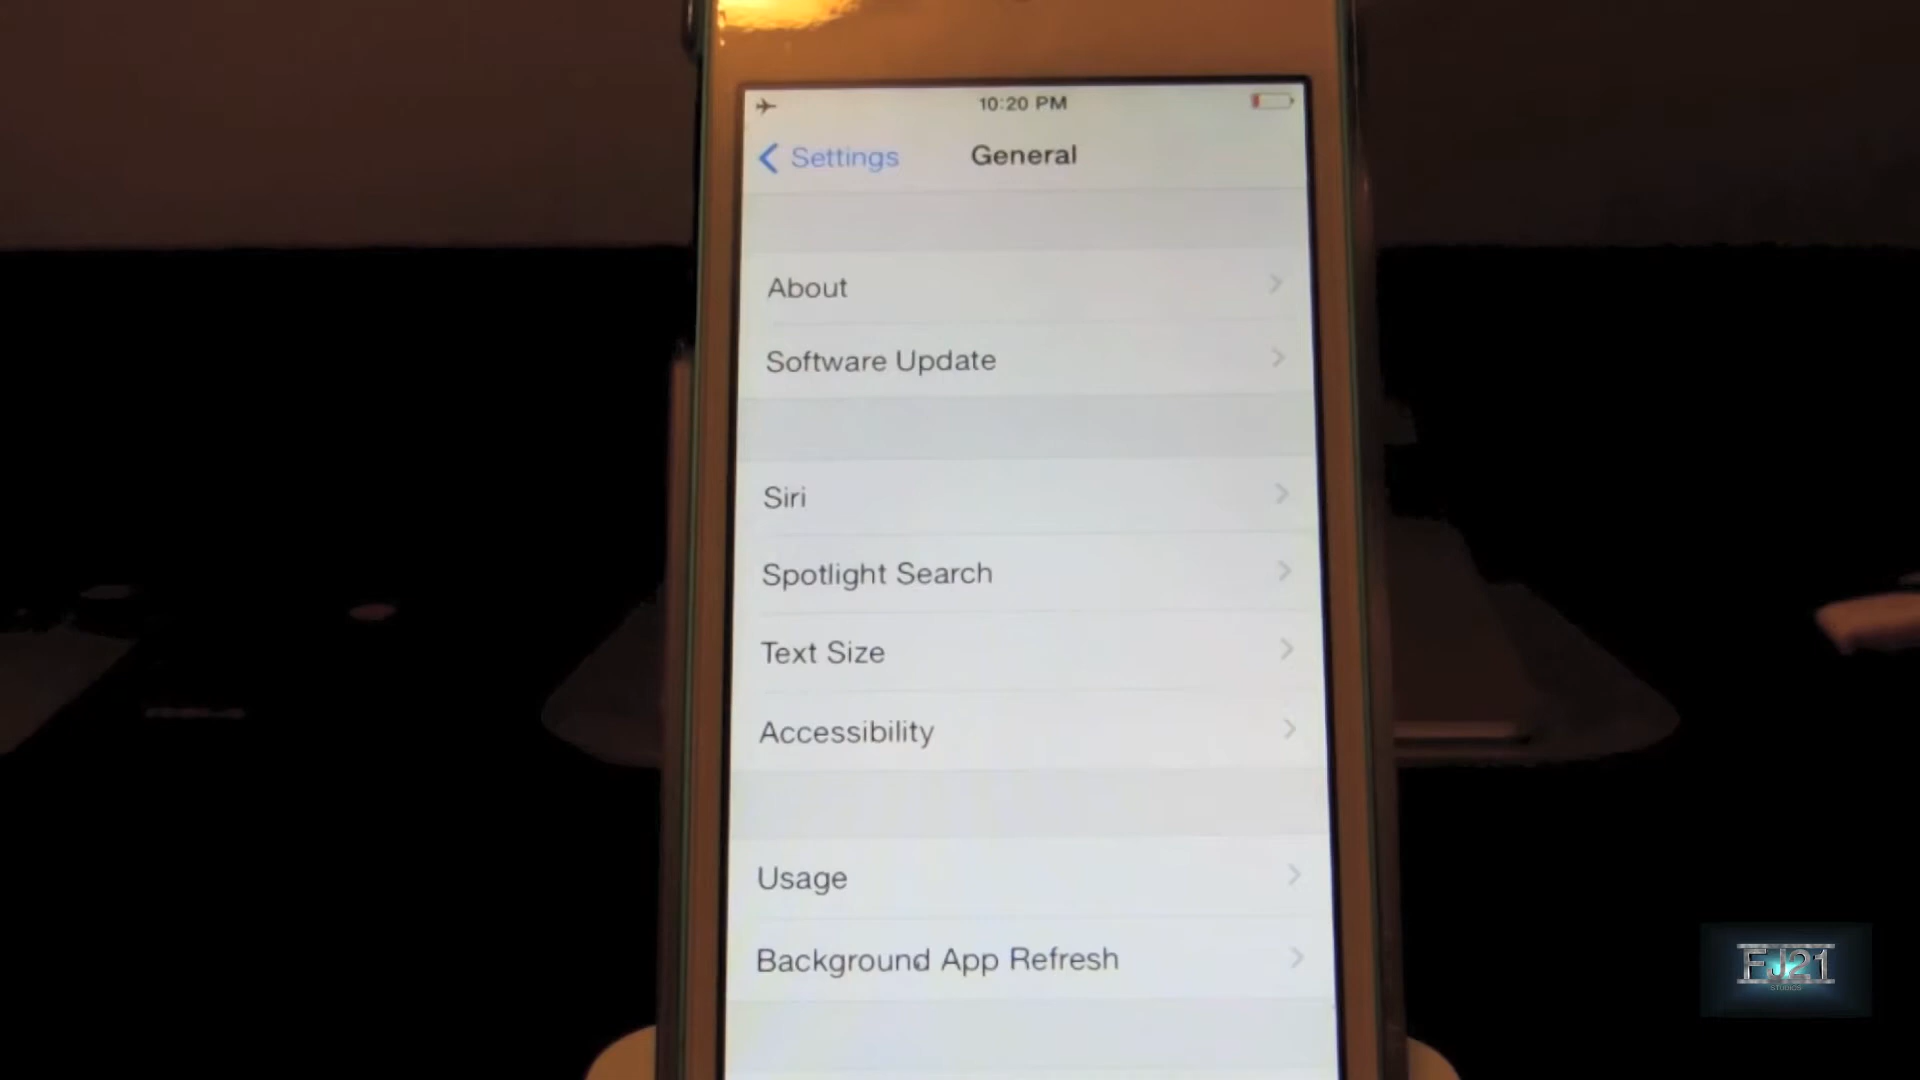 10:20 PM
Settings
General
About
Software Update
Siri
Spotlight Search
Text Size
Accessibility
Usage
Background App Refresh
FJ21
STUDIOS